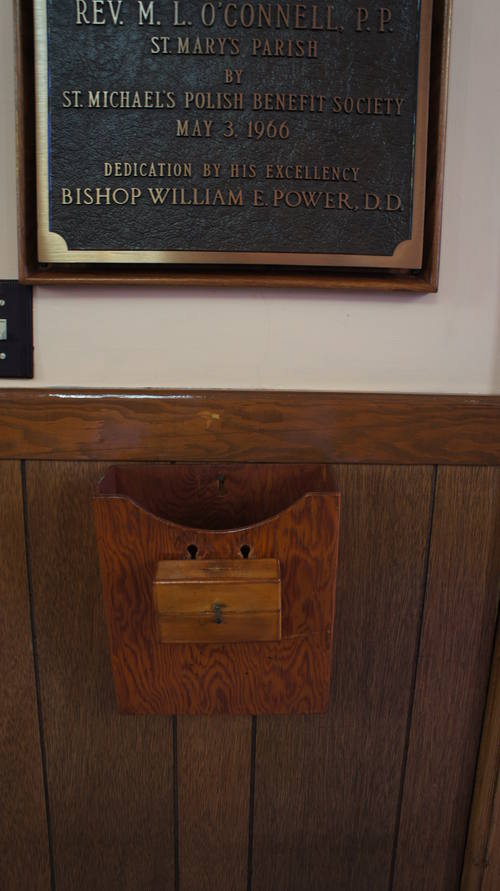 REV. M. L. O'CONNELL, P. P.
ST. MARY'S PARISH
BY
ST. MICHAEL'S POLISH BENEFIT SOCIETY
MAY 3, 1966
DEDICATION BY HIS EXCELLENCY
BISHOP WILLIAM E. POWER, D.D.